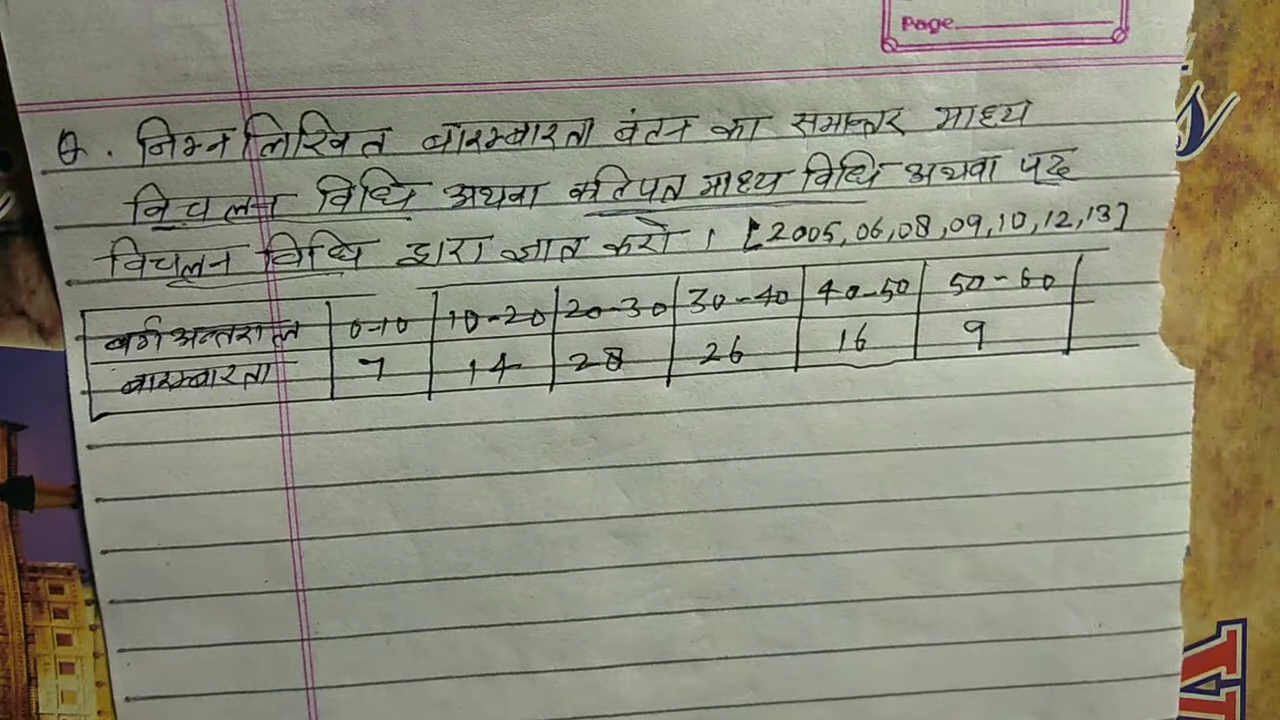 Page
Q. निम्नलिखित बारम्बारता बंटन का समान्तर माध्य
विचलन विधि अथवा कल्पित माध्य विधि अथवा पद
विचलन विधि द्वारा ज्ञात करो । [2005, 06, 08, 09, 10, 12, 13]
वर्ग अन्तराल 0-10 10-20 20-30 30-40 40-50 50-60
बारम्बारता 7 14 28 26 16 9